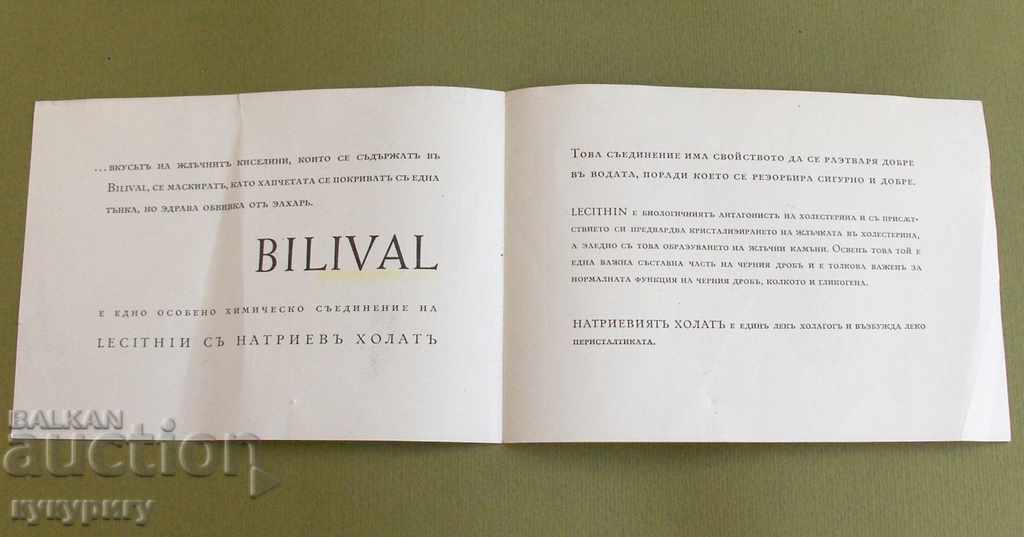 ...вкусътъ на жлъчнитѣ киселини, които се съдържатъ въ
Bilival, се маскиратъ, като хапчетата се покриватъ съ една
тънка, но здрава обвивка отъ захарь.
BILIVAL
е едно особено химическо съединение на
LECITHIN СЪ НАТРИЕВЪ ХОЛАТЪ
Това съединение има свойството да се разтваря добре
въ водата, поради което се резорбира сигурно и добре.
LECITHIN е биологичниятъ антагонистъ на холестерина и съ присѫт-
ствието си предвардва кристализирането на жлъчката въ холестерина,
а заедно съ това образуването на жлъчни камъни. Освенъ това той е
една важна съставна часть на черния дробъ и е толкова важенъ за
нормалната функция на черния дробъ, колкото и гликогена.
НАТРИЕВИЯТЪ ХОЛАТЪ е единъ лекъ холагогъ и възбужда леко
перисталтиката.
BALKAN
auction
кукуригу